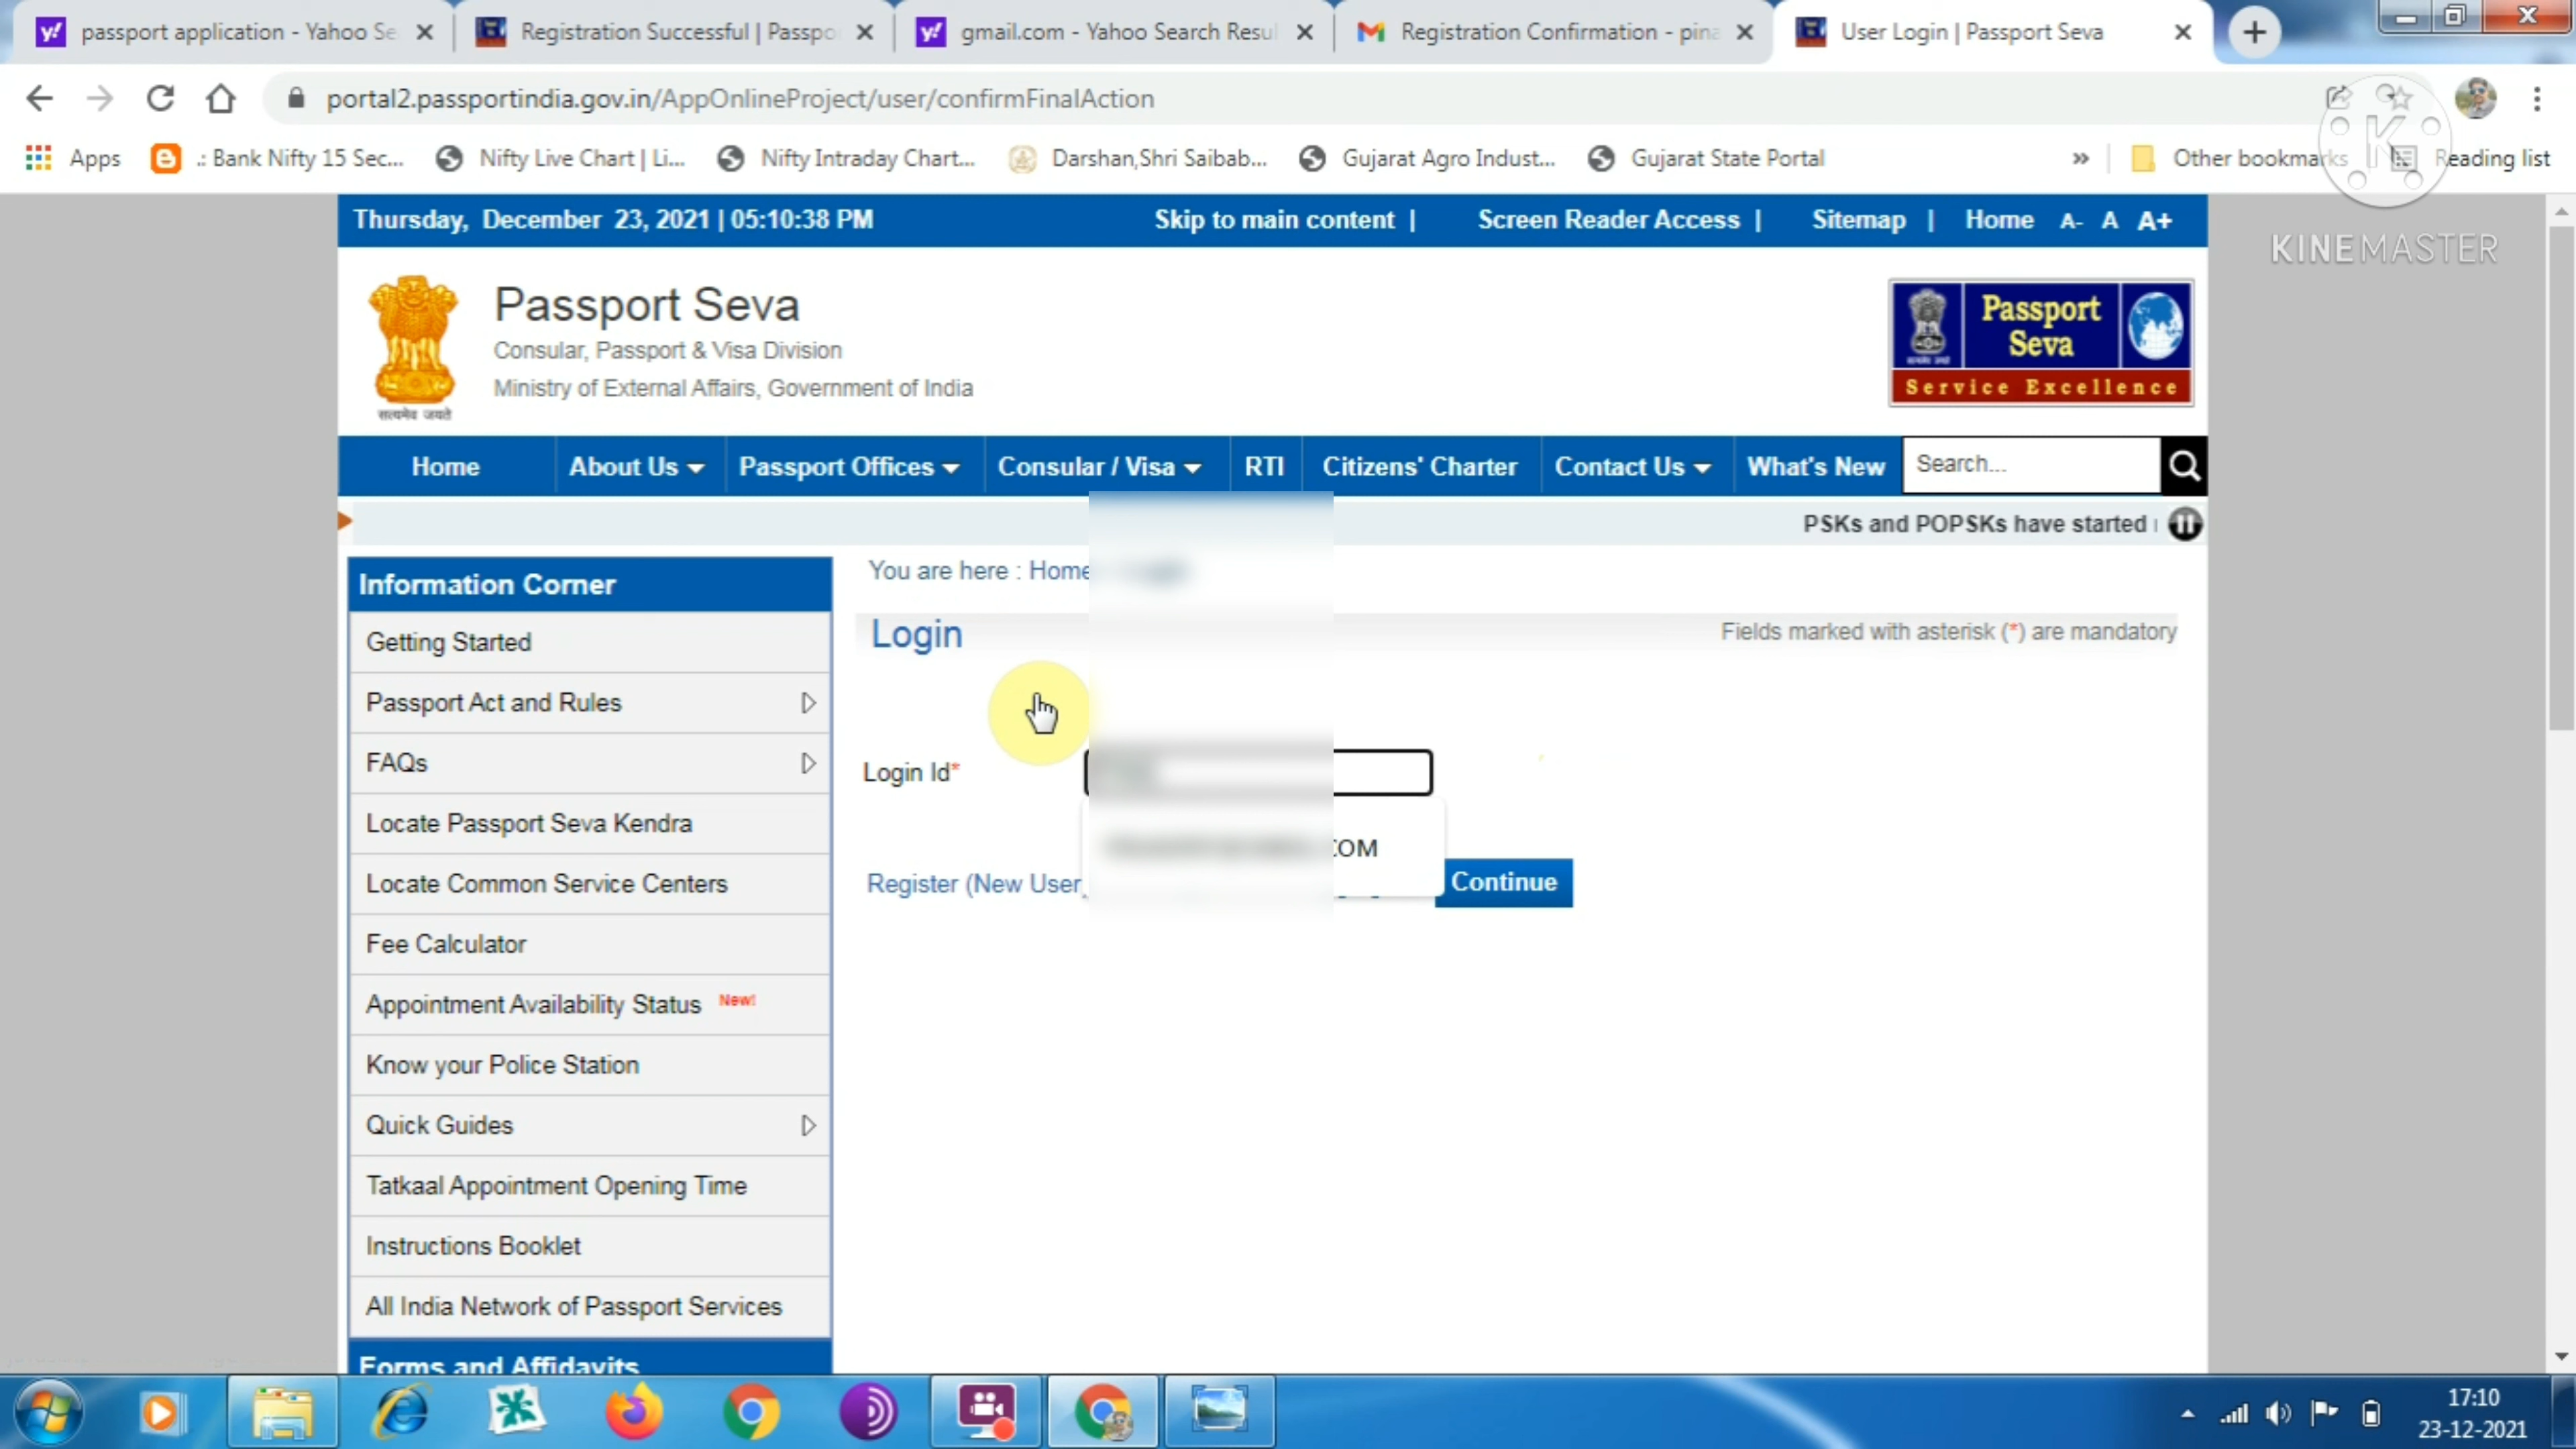 passport application - Yahoo Se
Registration Successful | Passpo
gmail.com - Yahoo Search Resul
Registration Confirmation - pina
User Login | Passport Seva
portal2.passportindia.gov.in/AppOnlineProject/user/confirmFinalAction
Apps
.: Bank Nifty 15 Sec...
Nifty Live Chart | Li...
Nifty Intraday Chart...
Darshan,Shri Saibab...
Gujarat Agro Indust...
Gujarat State Portal
»
Other bookmarks
Reading list
K
KINEMASTER
Thursday, December 23, 2021 | 05:10:38 PM
Skip to main content |
Screen Reader Access |
Sitemap |
Home
A- A A+
Passport Seva
Consular, Passport & Visa Division
Ministry of External Affairs, Government of India
सत्यमेव जयते
Passport
Seva
Service Excellence
Home
About Us
Passport Offices
Consular / Visa
RTI
Citizens' Charter
Contact Us
What's New
Search...
PSKs and POPSKs have started
Information Corner
Getting Started
Passport Act and Rules
FAQs
Locate Passport Seva Kendra
Locate Common Service Centers
Fee Calculator
Appointment Availability Status New!
Know your Police Station
Quick Guides
Tatkaal Appointment Opening Time
Instructions Booklet
All India Network of Passport Services
Forms and Affidavits
You are here : Home
Login
Fields marked with asterisk (*) are mandatory
Login Id*
COM
Register (New User
Continue
17:10
23-12-2021